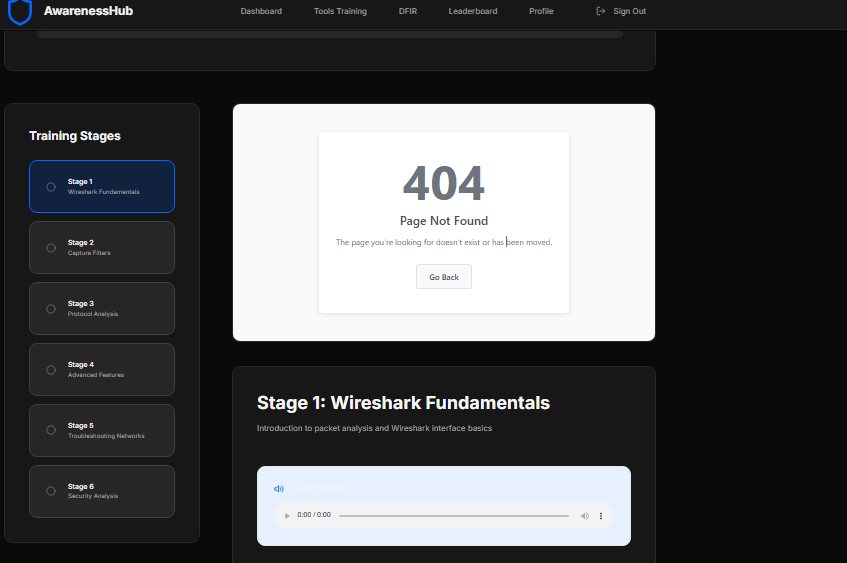 AwarenessHub
Dashboard
Tools Training
DFIR
Leaderboard
Profile
Sign Out
Training Stages
Stage 1
Wireshark Fundamentals
Stage 2
Capture Filters
Stage 3
Protocol Analysis
Stage 4
Advanced Features
Stage 5
Troubleshooting Networks
Stage 6
Security Analysis
404
Page Not Found
The page you're looking for doesn't exist or has been moved.
Go Back
Stage 1: Wireshark Fundamentals
Introduction to packet analysis and Wireshark interface basics
0:00 / 0:00